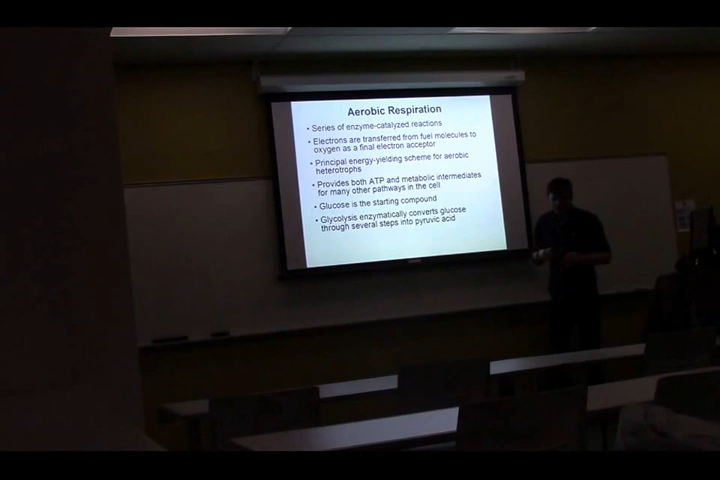 Aerobic Respiration
• Series of enzyme-catalyzed reactions
• Electrons are transferred from fuel molecules to
oxygen as a final electron acceptor
• Principal energy-yielding scheme for aerobic
heterotrophs
• Provides both ATP and metabolic intermediates
for many other pathways in the cell
• Glucose is the starting compound
• Glycolysis enzymatically converts glucose
through several steps into pyruvic acid